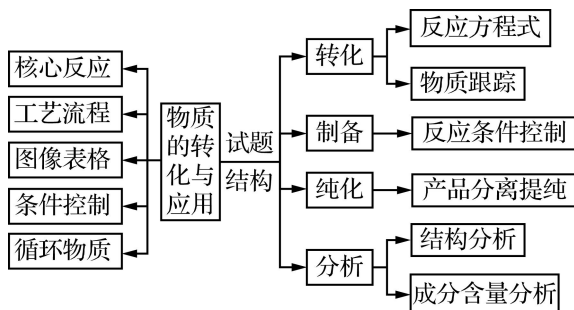 核心反应
工艺流程
图像表格
条件控制
循环物质
物质
的转
化与
应用
试题
结构
转化
制备
纯化
分析
反应方程式
物质跟踪
反应条件控制
产品分离提纯
结构分析
成分含量分析